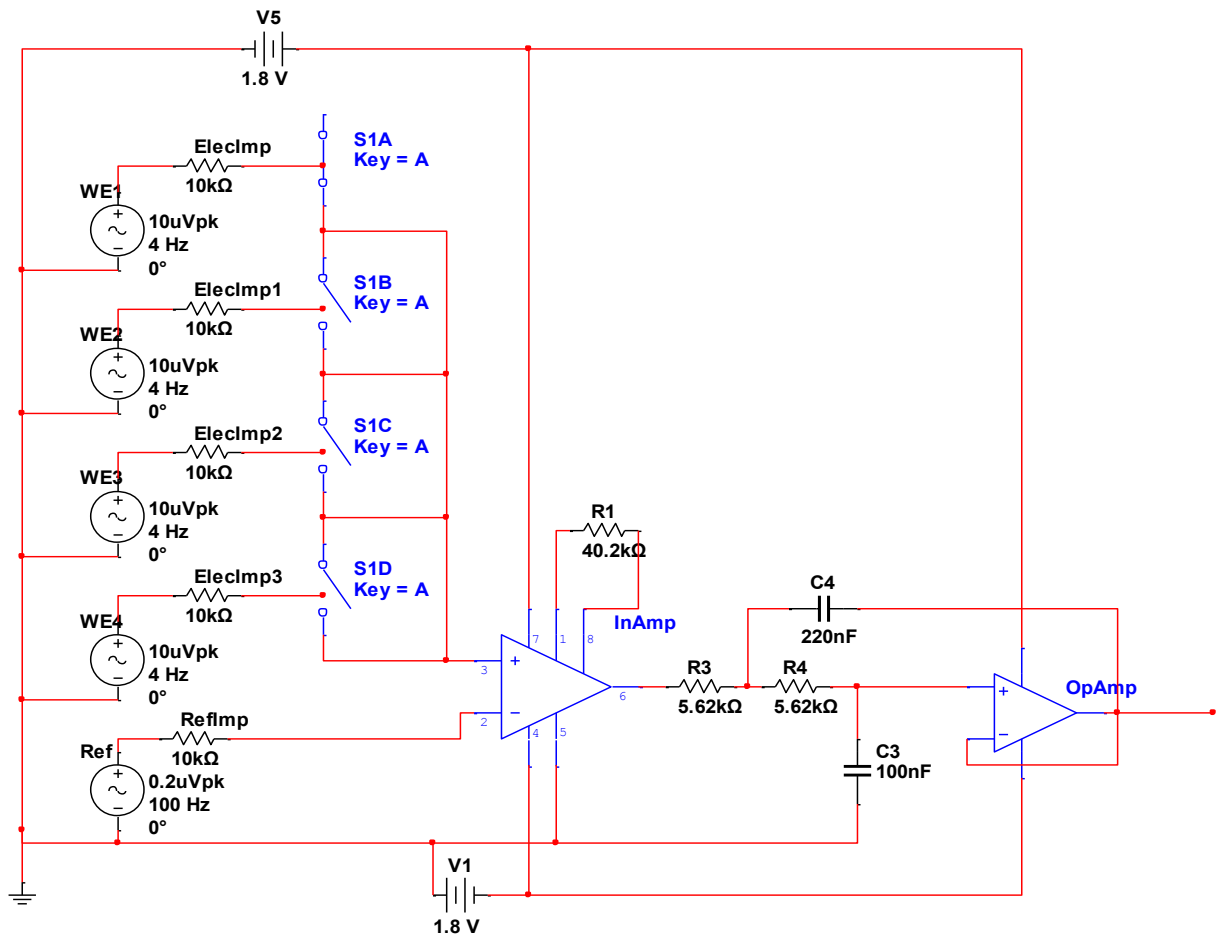 V5
1.8 V
ElecImp
10kΩ
S1A
Key = A
WE1
10uVpk
4 Hz
0°
ElecImp1
10kΩ
S1B
Key = A
WE2
10uVpk
4 Hz
0°
ElecImp2
10kΩ
S1C
Key = A
WE3
10uVpk
4 Hz
0°
ElecImp3
10kΩ
S1D
Key = A
WE4
10uVpk
4 Hz
0°
R1
40.2kΩ
InAmp
7
1
8
3
2
6
4
5
R3
5.62kΩ
R4
5.62kΩ
C4
220nF
C3
100nF
OpAmp
RefImp
10kΩ
Ref
0.2uVpk
100 Hz
0°
V1
1.8 V